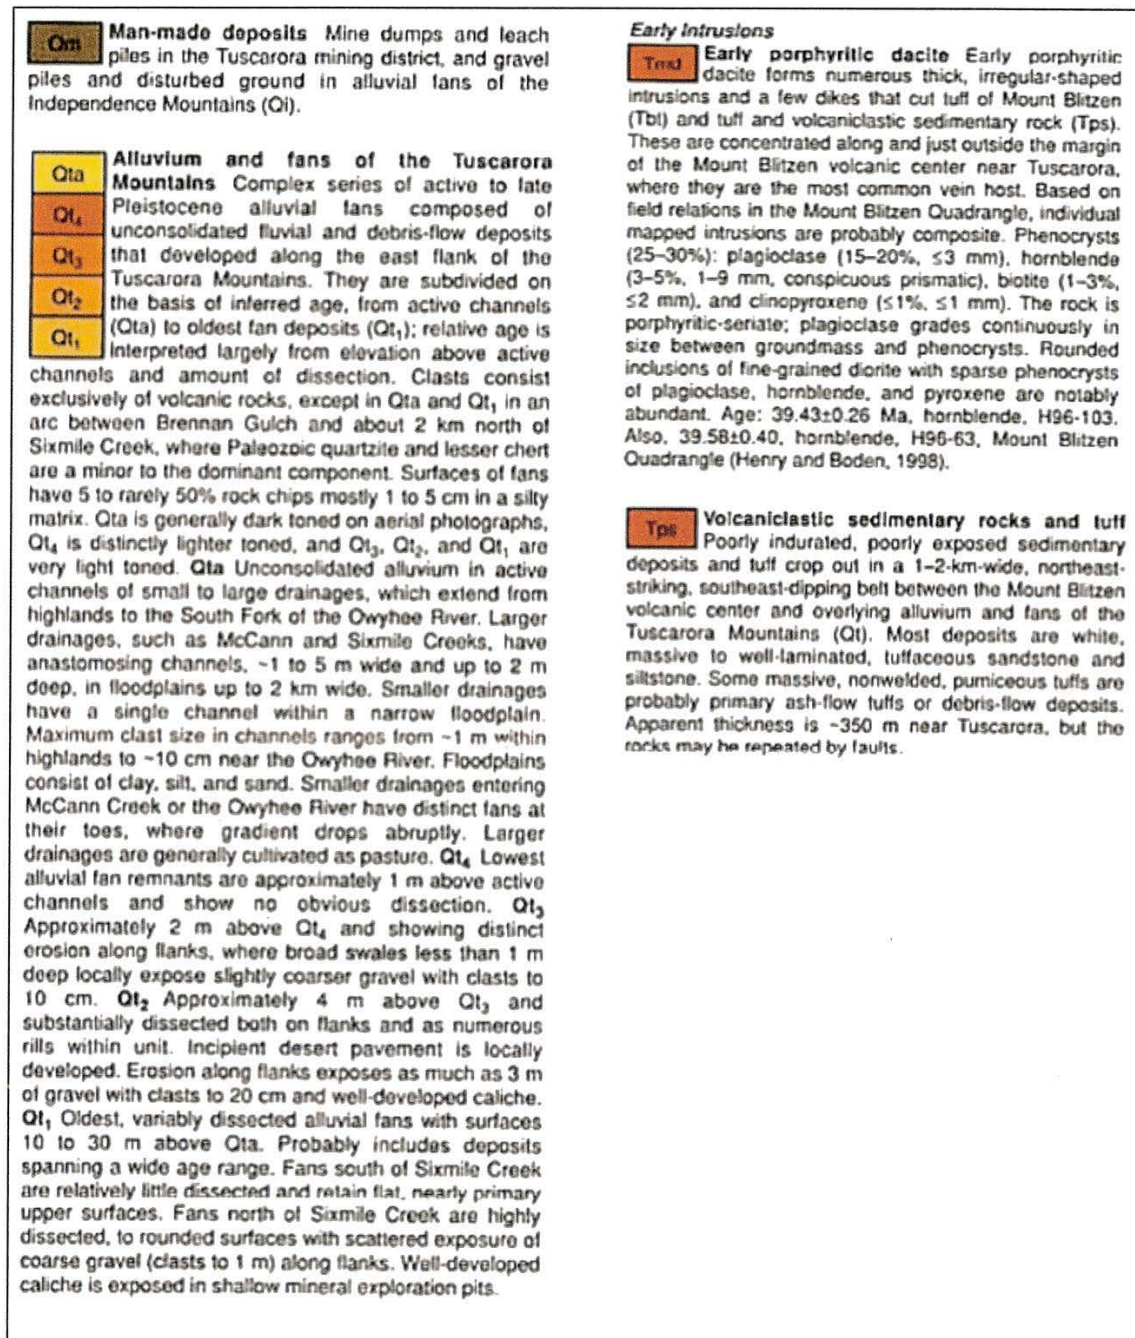 Qm Man-made deposits Mine dumps and leach
piles in the Tuscarora mining district, and gravel
piles and disturbed ground in alluvial fans of the
Independence Mountains (Qi).
Qta Alluvium and fans of the Tuscarora
Mountains Complex series of active to late
Qt₄ Pleistocene alluvial fans composed of
unconsolidated fluvial and debris-flow deposits
Qt₃ that developed along the east flank of the
Tuscarora Mountains. They are subdivided on
Qt₂ the basis of inferred age, from active channels
(Qta) to oldest fan deposits (Qt₁); relative age is
Qt₁ interpreted largely from elevation above active
channels and amount of dissection. Clasts consist
exclusively of volcanic rocks, except in Qta and Qt₁ in an
arc between Brennan Gulch and about 2 km north of
Sixmile Creek, where Paleozoic quartzite and lesser chert
are a minor to the dominant component. Surfaces of fans
have 5 to rarely 50% rock chips mostly 1 to 5 cm in a silty
matrix. Qta is generally dark toned on aerial photographs,
Qt₄ is distinctly lighter toned, and Qt₃, Qt₂, and Qt₁ are
very light toned. Qta Unconsolidated alluvium in active
channels of small to large drainages, which extend from
highlands to the South Fork of the Owyhee River. Larger
drainages, such as McCann and Sixmile Creeks, have
anastomosing channels, ~1 to 5 m wide and up to 2 m
deep, in floodplains up to 2 km wide. Smaller drainages
have a single channel within a narrow floodplain.
Maximum clast size in channels ranges from ~1 m within
highlands to ~10 cm near the Owyhee River. Floodplains
consist of clay, silt, and sand. Smaller drainages entering
McCann Creek or the Owyhee River have distinct fans at
their toes, where gradient drops abruptly. Larger
drainages are generally cultivated as pasture. Qt₄ Lowest
alluvial fan remnants are approximately 1 m above active
channels and show no obvious dissection. Qt₃
Approximately 2 m above Qt₄ and showing distinct
erosion along flanks, where broad swales less than 1 m
deep locally expose slightly coarser gravel with clasts to
10 cm. Qt₂ Approximately 4 m above Qt₃ and
substantially dissected both on flanks and as numerous
rills within unit. Incipient desert pavement is locally
developed. Erosion along flanks exposes as much as 3 m
of gravel with clasts to 20 cm and well-developed caliche.
Qt₁ Oldest, variably dissected alluvial fans with surfaces
10 to 30 m above Qta. Probably includes deposits
spanning a wide age range. Fans south of Sixmile Creek
are relatively little dissected and retain flat, nearly primary
upper surfaces. Fans north of Sixmile Creek are highly
dissected, to rounded surfaces with scattered exposure of
coarse gravel (clasts to 1 m) along flanks. Well-developed
caliche is exposed in shallow mineral exploration pits.
Early Intrusions
Early porphyritic dacite Early porphyritic
dacite forms numerous thick, irregular-shaped
intrusions and a few dikes that cut tuff of Mount Blitzen
(Tbt) and tuff and volcaniclastic sedimentary rock (Tps).
These are concentrated along and just outside the margin
of the Mount Blitzen volcanic center near Tuscarora,
where they are the most common vein host. Based on
field relations in the Mount Blitzen Quadrangle, individual
mapped intrusions are probably composite. Phenocrysts
(25–30%): plagioclase (15–20%, ≤3 mm), hornblende
(3–5%, 1–9 mm, conspicuous prismatic), biotite (1–3%,
≤2 mm), and clinopyroxene (≤1%, ≤1 mm). The rock is
porphyritic-seriate; plagioclase grades continuously in
size between groundmass and phenocrysts. Rounded
inclusions of fine-grained diorite with sparse phenocrysts
of plagioclase, hornblende, and pyroxene are notably
abundant. Age: 39.43±0.26 Ma, hornblende, H96-103.
Also, 39.58±0.40, hornblende, H96-63, Mount Blitzen
Quadrangle (Henry and Boden, 1998).
Tps Volcaniclastic sedimentary rocks and tuff
Poorly indurated, poorly exposed sedimentary
deposits and tuff crop out in a 1–2-km-wide, northeast-
striking, southeast-dipping belt between the Mount Blitzen
volcanic center and overlying alluvium and fans of the
Tuscarora Mountains (Qt). Most deposits are white,
massive to well-laminated, tuffaceous sandstone and
siltstone. Some massive, nonwelded, pumiceous tuffs are
probably primary ash-flow tuffs or debris-flow deposits.
Apparent thickness is ~350 m near Tuscarora, but the
rocks may be repeated by faults.